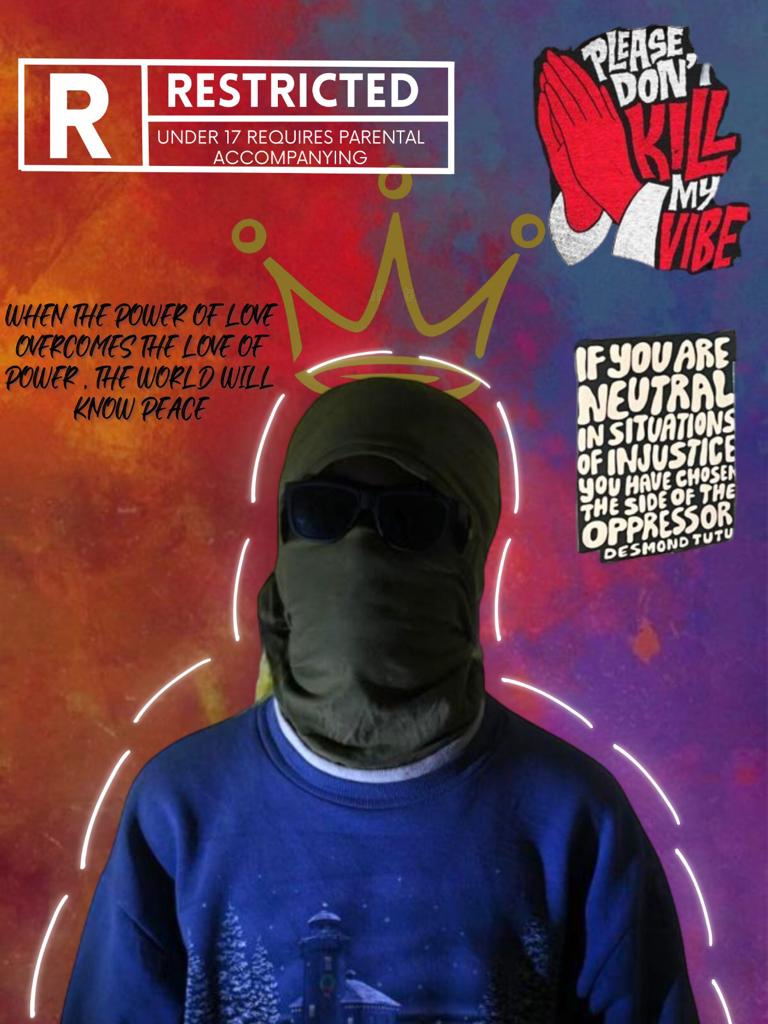 R
RESTRICTED
UNDER 17 REQUIRES PARENTAL
ACCOMPANYING
PLEASE
DON'T
KILL
MY
VIBE
WHEN THE POWER OF LOVE
OVERCOMES THE LOVE OF
POWER , THE WORLD WILL
KNOW PEACE
IF YOU ARE
NEUTRAL
IN SITUATIONS
OF INJUSTICE
YOU HAVE CHOSEN
THE SIDE OF THE
OPPRESSOR
DESMOND TUTU